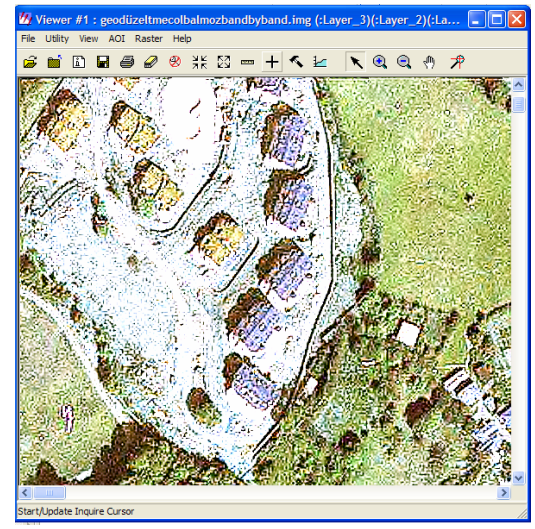 Viewer #1 : geodüzeltmecolbalmozbandbyband.img (:Layer_3)(:Layer_2)(:La...
File Utility View AOI Raster Help
Start/Update Inquire Cursor